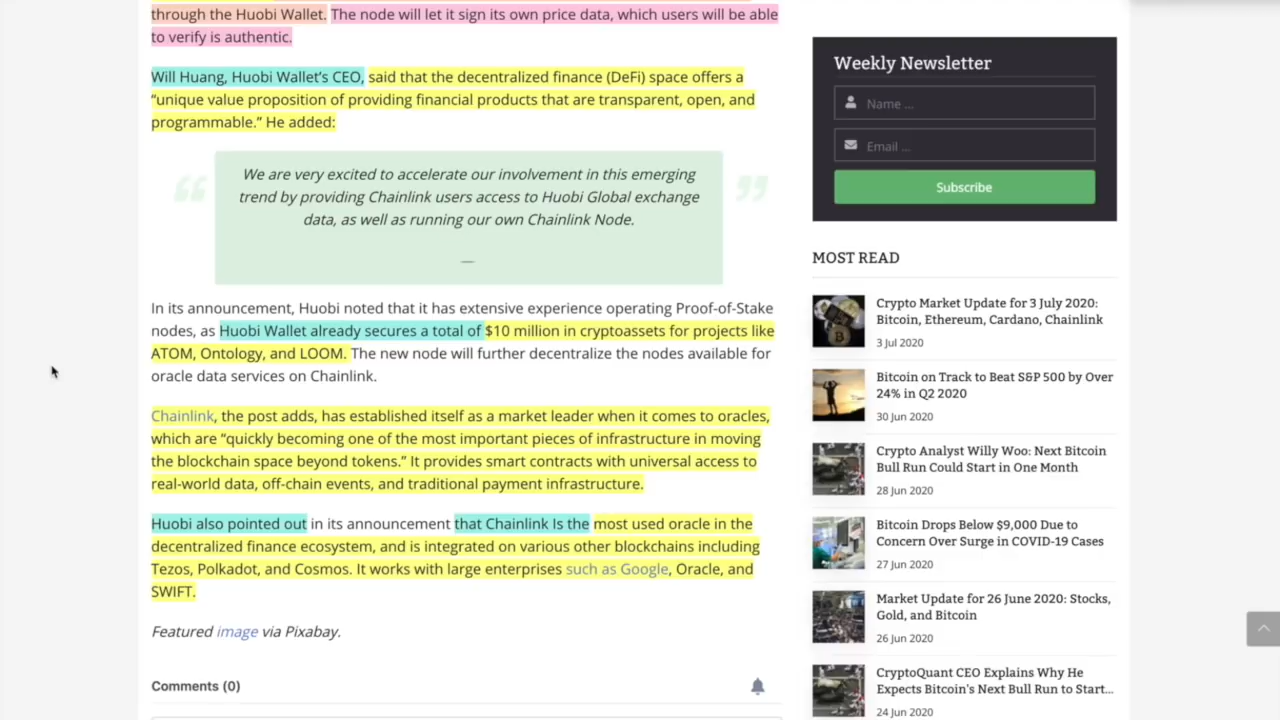 through the Huobi Wallet. The node will let it sign its own price data, which users will be able
to verify is authentic.
Will Huang, Huobi Wallet's CEO, said that the decentralized finance (DeFi) space offers a
“unique value proposition of providing financial products that are transparent, open, and
programmable.” He added:
“
We are very excited to accelerate our involvement in this emerging
trend by providing Chainlink users access to Huobi Global exchange
data, as well as running our own Chainlink Node.
”
—
In its announcement, Huobi noted that it has extensive experience operating Proof-of-Stake
nodes, as Huobi Wallet already secures a total of $10 million in cryptoassets for projects like
ATOM, Ontology, and LOOM. The new node will further decentralize the nodes available for
oracle data services on Chainlink.
Chainlink, the post adds, has established itself as a market leader when it comes to oracles,
which are “quickly becoming one of the most important pieces of infrastructure in moving
the blockchain space beyond tokens.” It provides smart contracts with universal access to
real-world data, off-chain events, and traditional payment infrastructure.
Huobi also pointed out in its announcement that Chainlink Is the most used oracle in the
decentralized finance ecosystem, and is integrated on various other blockchains including
Tezos, Polkadot, and Cosmos. It works with large enterprises such as Google, Oracle, and
SWIFT.
Featured image via Pixabay.
Comments (0)
Weekly Newsletter
Name ...
Email ...
Subscribe
MOST READ
Crypto Market Update for 3 July 2020:
Bitcoin, Ethereum, Cardano, Chainlink
3 Jul 2020
Bitcoin on Track to Beat S&P 500 by Over
24% in Q2 2020
30 Jun 2020
Crypto Analyst Willy Woo: Next Bitcoin
Bull Run Could Start in One Month
28 Jun 2020
Bitcoin Drops Below $9,000 Due to
Concern Over Surge in COVID-19 Cases
27 Jun 2020
Market Update for 26 June 2020: Stocks,
Gold, and Bitcoin
26 Jun 2020
CryptoQuant CEO Explains Why He
Expects Bitcoin's Next Bull Run to Start...
24 Jun 2020